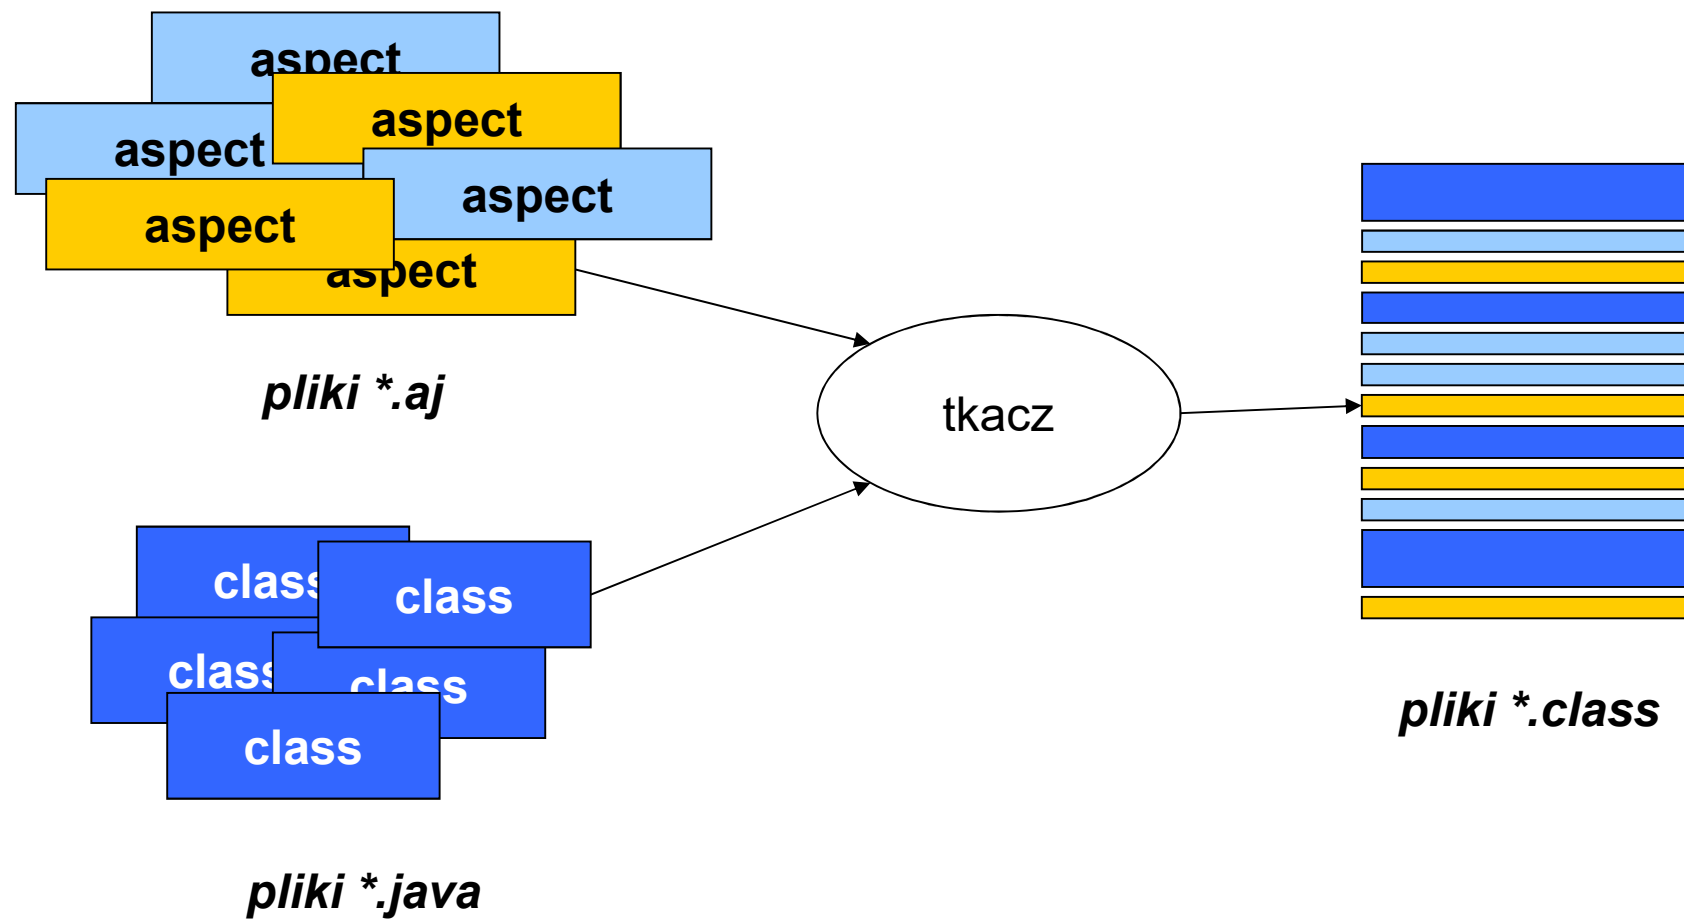 aspect
aspect
aspect
aspect
aspect
aspect
pliki *.aj
tkacz
class
class
class
class
class
pliki *.class
pliki *.java